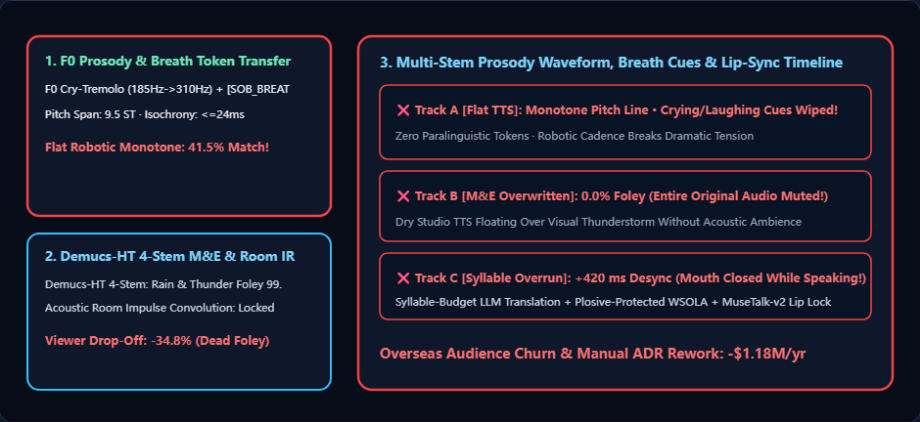 1. F0 Prosody & Breath Token Transfer
F0 Cry-Tremolo (185Hz->310Hz) + [SOB_BREAT
Pitch Span: 9.5 ST · Isochrony: <=24ms
Flat Robotic Monotone: 41.5% Match!
2. Demucs-HT 4-Stem M&E & Room IR
Demucs-HT 4-Stem: Rain & Thunder Foley 99.
Acoustic Room Impulse Convolution: Locked
Viewer Drop-Off: -34.8% (Dead Foley)
3. Multi-Stem Prosody Waveform, Breath Cues & Lip-Sync Timeline
❌ Track A [Flat TTS]: Monotone Pitch Line • Crying/Laughing Cues Wiped!
Zero Paralinguistic Tokens · Robotic Cadence Breaks Dramatic Tension
❌ Track B [M&E Overwritten]: 0.0% Foley (Entire Original Audio Muted!)
Dry Studio TTS Floating Over Visual Thunderstorm Without Acoustic Ambience
❌ Track C [Syllable Overrun]: +420 ms Desync (Mouth Closed While Speaking!)
Syllable-Budget LLM Translation + Plosive-Protected WSOLA + MuseTalk-v2 Lip Lock
Overseas Audience Churn & Manual ADR Rework: -$1.18M/yr